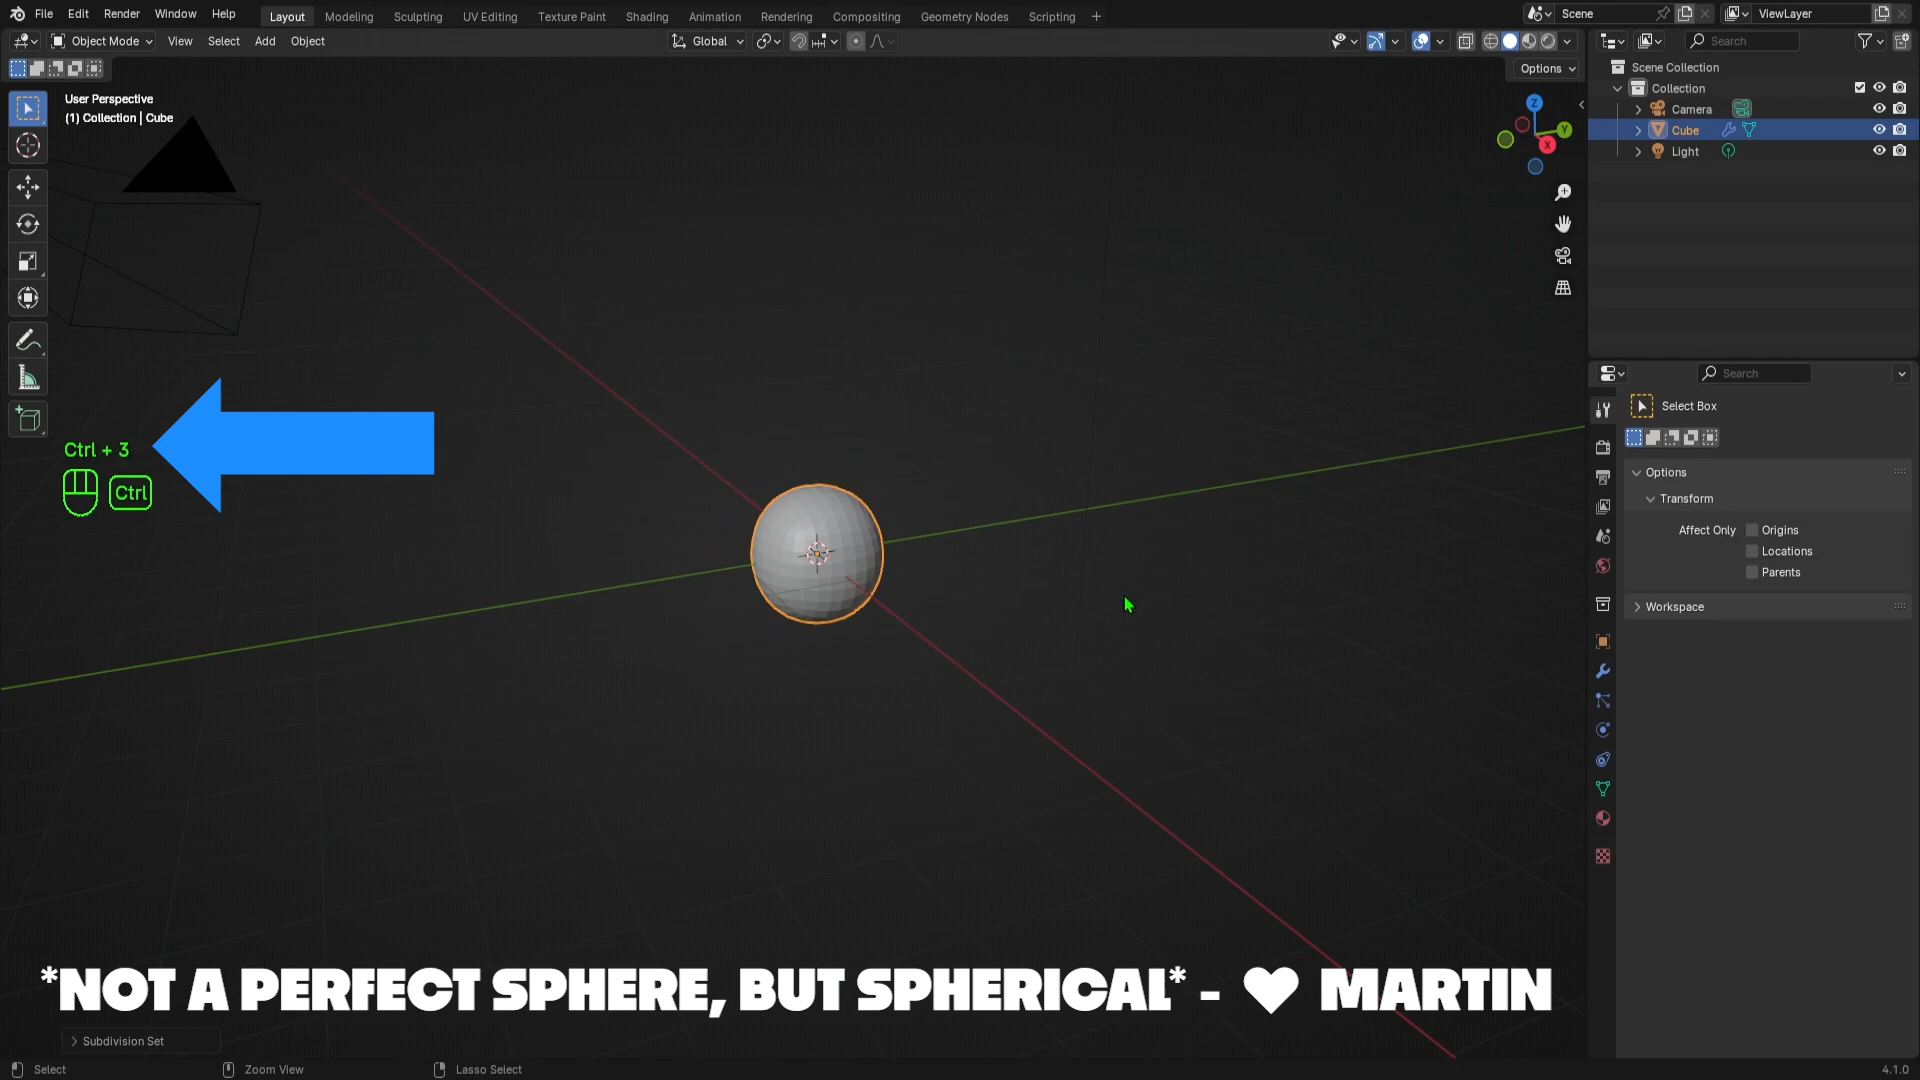 File Edit Render Window Help Layout Modeling Sculpting UV Editing Texture Paint Shading Animation Rendering Compositing Geometry Nodes Scripting + Scene ViewLayer
Object Mode View Select Add Object Global Search
Options
User Perspective
(1) Collection | Cube
Z
Y
X
Scene Collection
Collection
Camera
Cube
Light
Search
Select Box
Options
Transform
Affect Only Origins
Locations
Parents
Workspace
Ctrl + 3
Ctrl
*NOT A PERFECT SPHERE, BUT SPHERICAL* - ♥ MARTIN
Subdivision Set
Select Zoom View Lasso Select 4.1.0